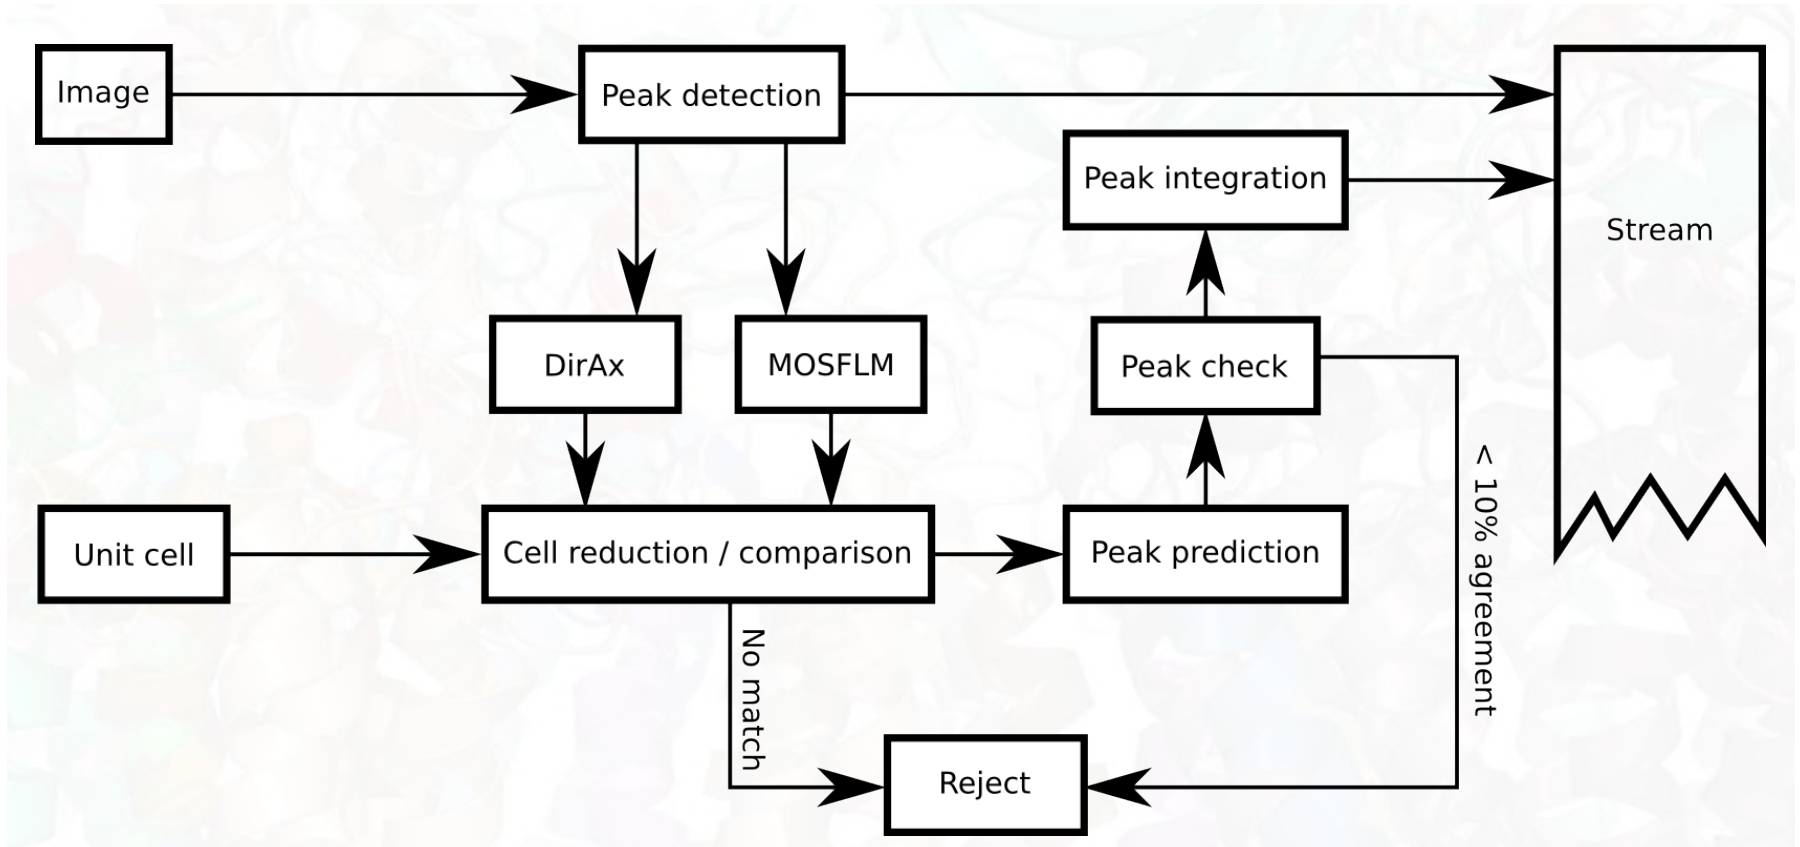 Image
Peak detection
Peak integration
Stream
DirAx
MOSFLM
Peak check
Unit cell
Cell reduction / comparison
Peak prediction
< 10% agreement
No match
Reject